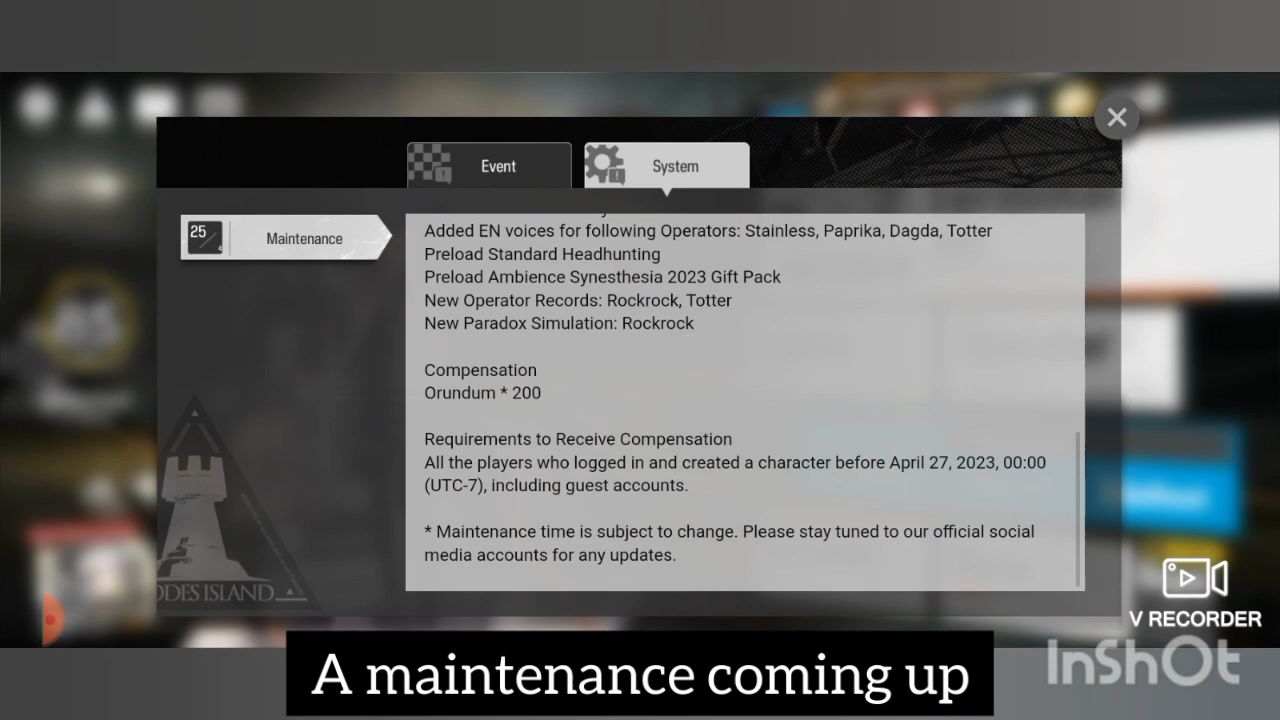 Event
System
25
Maintenance
Added EN voices for following Operators: Stainless, Paprika, Dagda, Totter
Preload Standard Headhunting
Preload Ambience Synesthesia 2023 Gift Pack
New Operator Records: Rockrock, Totter
New Paradox Simulation: Rockrock
Compensation
Orundum * 200
Requirements to Receive Compensation
All the players who logged in and created a character before April 27, 2023, 00:00
(UTC-7), including guest accounts.
* Maintenance time is subject to change. Please stay tuned to our official social
media accounts for any updates.
ODES ISLAND
V RECORDER
InShOt
A maintenance coming up